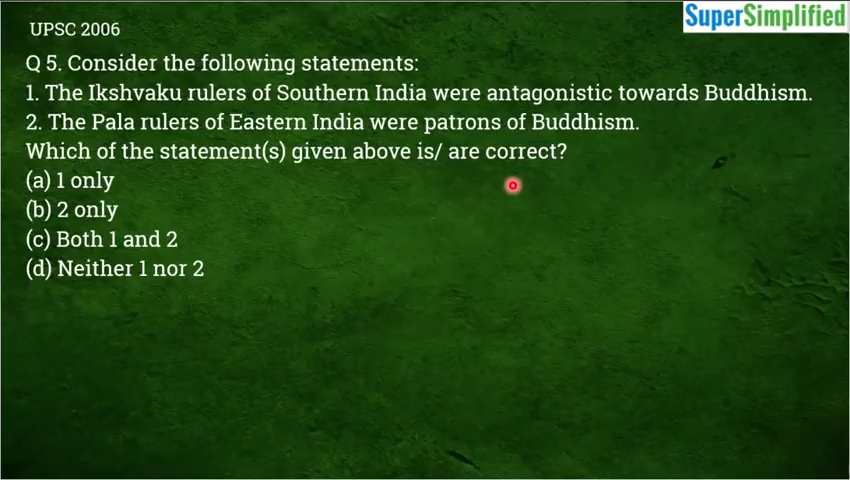 SuperSimplified
UPSC 2006
Q 5. Consider the following statements:
1. The Ikshvaku rulers of Southern India were antagonistic towards Buddhism.
2. The Pala rulers of Eastern India were patrons of Buddhism.
Which of the statement(s) given above is/ are correct?
(a) 1 only
(b) 2 only
(c) Both 1 and 2
(d) Neither 1 nor 2